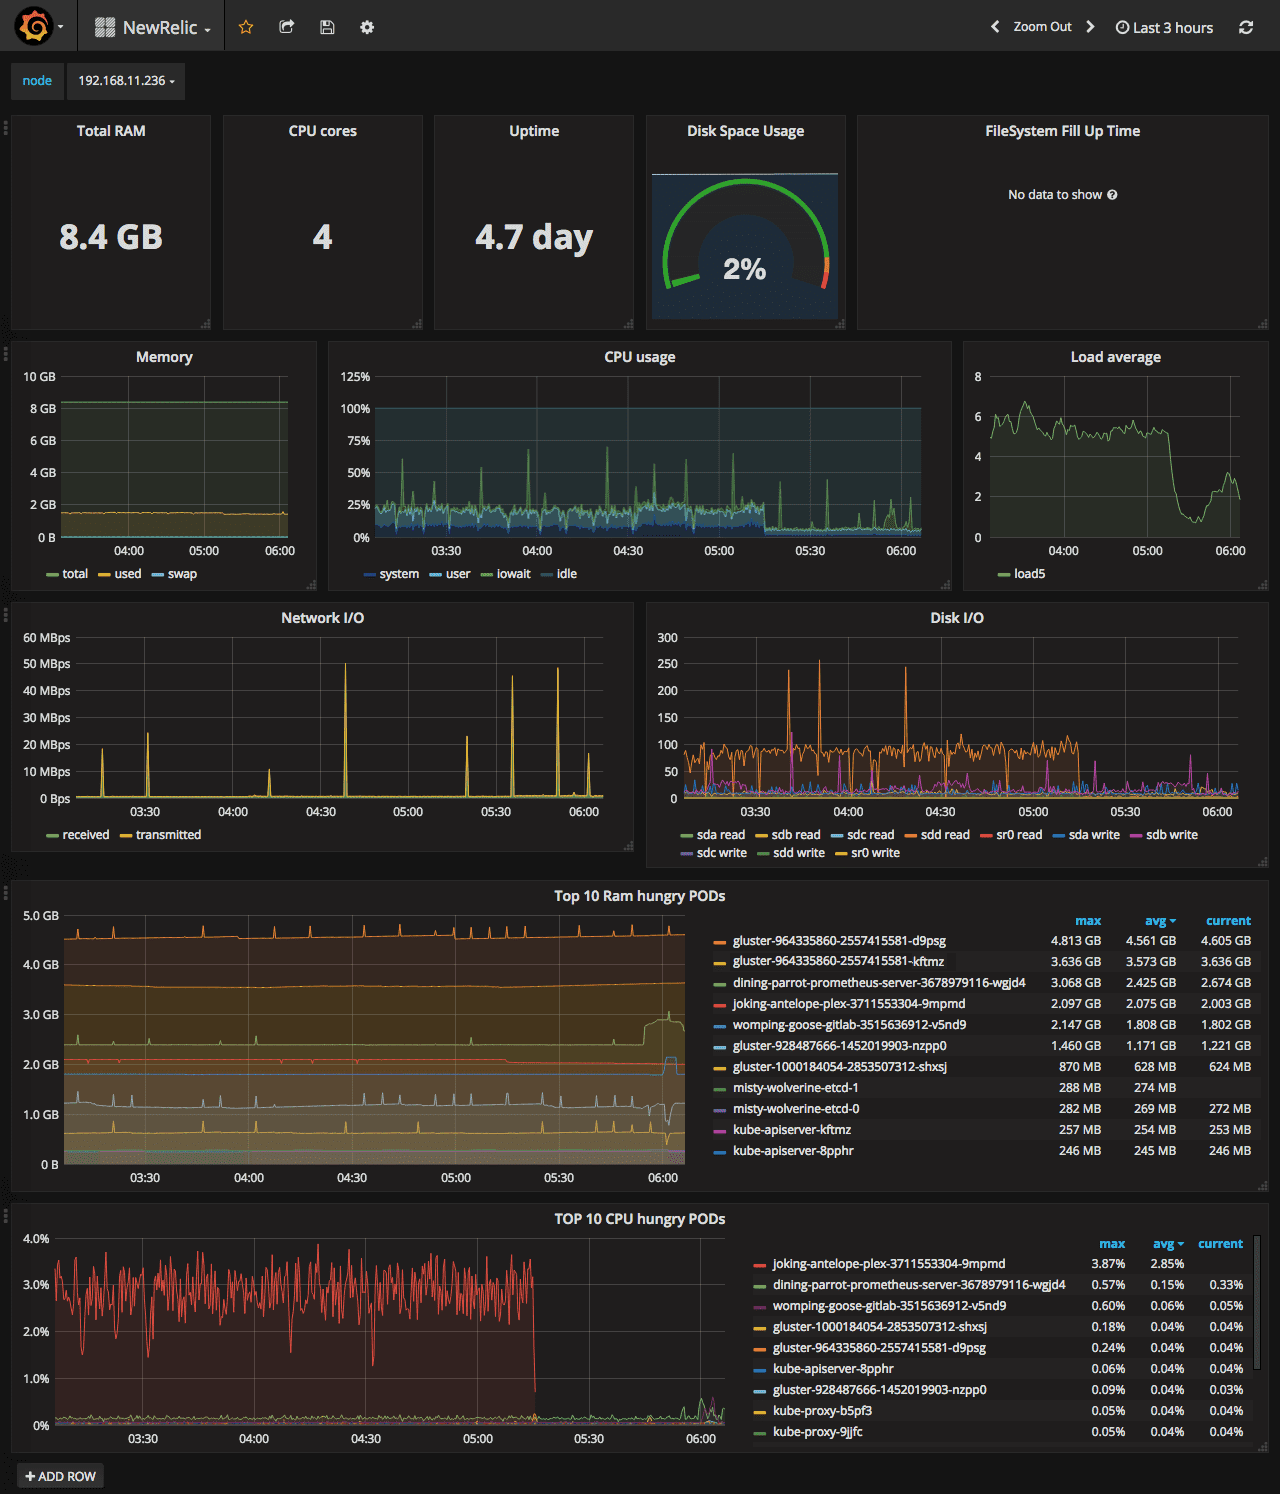 NewRelic
Zoom Out
Last 3 hours
node 192.168.11.236
Total RAM
8.4 GB
CPU cores
4
Uptime
4.7 day
Disk Space Usage
2%
FileSystem Fill Up Time
No data to show
Memory
10 GB
8 GB
6 GB
4 GB
2 GB
0 B
04:00 05:00 06:00
total used swap
CPU usage
125%
100%
75%
50%
25%
0%
03:30 04:00 04:30 05:00 05:30 06:00
system user iowait idle
Load average
8
6
4
2
0
04:00 05:00 06:00
load5
Network I/O
60 MBps
50 MBps
40 MBps
30 MBps
20 MBps
10 MBps
0 Bps
03:30 04:00 04:30 05:00 05:30 06:00
received transmitted
Disk I/O
300
250
200
150
100
50
0
03:30 04:00 04:30 05:00 05:30 06:00
sda read sdb read sdc read sdd read sr0 read sda write sdb write
sdc write sdd write sr0 write
Top 10 Ram hungry PODs
5.0 GB
4.0 GB
3.0 GB
2.0 GB
1.0 GB
0 B
03:30 04:00 04:30 05:00 05:30 06:00
max avg current
gluster-964335860-2557415581-d9psg 4.813 GB 4.561 GB 4.605 GB
gluster-964335860-2557415581-kftmz 3.636 GB 3.573 GB 3.636 GB
dining-parrot-prometheus-server-3678979116-wgjd4 3.068 GB 2.425 GB 2.674 GB
joking-antelope-plex-3711553304-9mpmd 2.097 GB 2.075 GB 2.003 GB
womping-goose-gitlab-3515636912-v5nd9 2.147 GB 1.808 GB 1.802 GB
gluster-928487666-1452019903-nzpp0 1.460 GB 1.171 GB 1.221 GB
gluster-1000184054-2853507312-shxsj 870 MB 628 MB 624 MB
misty-wolverine-etcd-1 288 MB 274 MB
misty-wolverine-etcd-0 282 MB 269 MB 272 MB
kube-apiserver-kftmz 257 MB 254 MB 253 MB
kube-apiserver-8pphr 246 MB 245 MB 246 MB
TOP 10 CPU hungry PODs
4.0%
3.0%
2.0%
1.0%
0%
03:30 04:00 04:30 05:00 05:30 06:00
max avg current
joking-antelope-plex-3711553304-9mpmd 3.87% 2.85%
dining-parrot-prometheus-server-3678979116-wgjd4 0.57% 0.15% 0.33%
womping-goose-gitlab-3515636912-v5nd9 0.60% 0.06% 0.05%
gluster-1000184054-2853507312-shxsj 0.18% 0.04% 0.04%
gluster-964335860-2557415581-d9psg 0.24% 0.04% 0.04%
kube-apiserver-8pphr 0.06% 0.04% 0.04%
gluster-928487666-1452019903-nzpp0 0.09% 0.04% 0.03%
kube-proxy-b5pf3 0.05% 0.04% 0.04%
kube-proxy-9jjfc 0.05% 0.04% 0.04%
+ ADD ROW